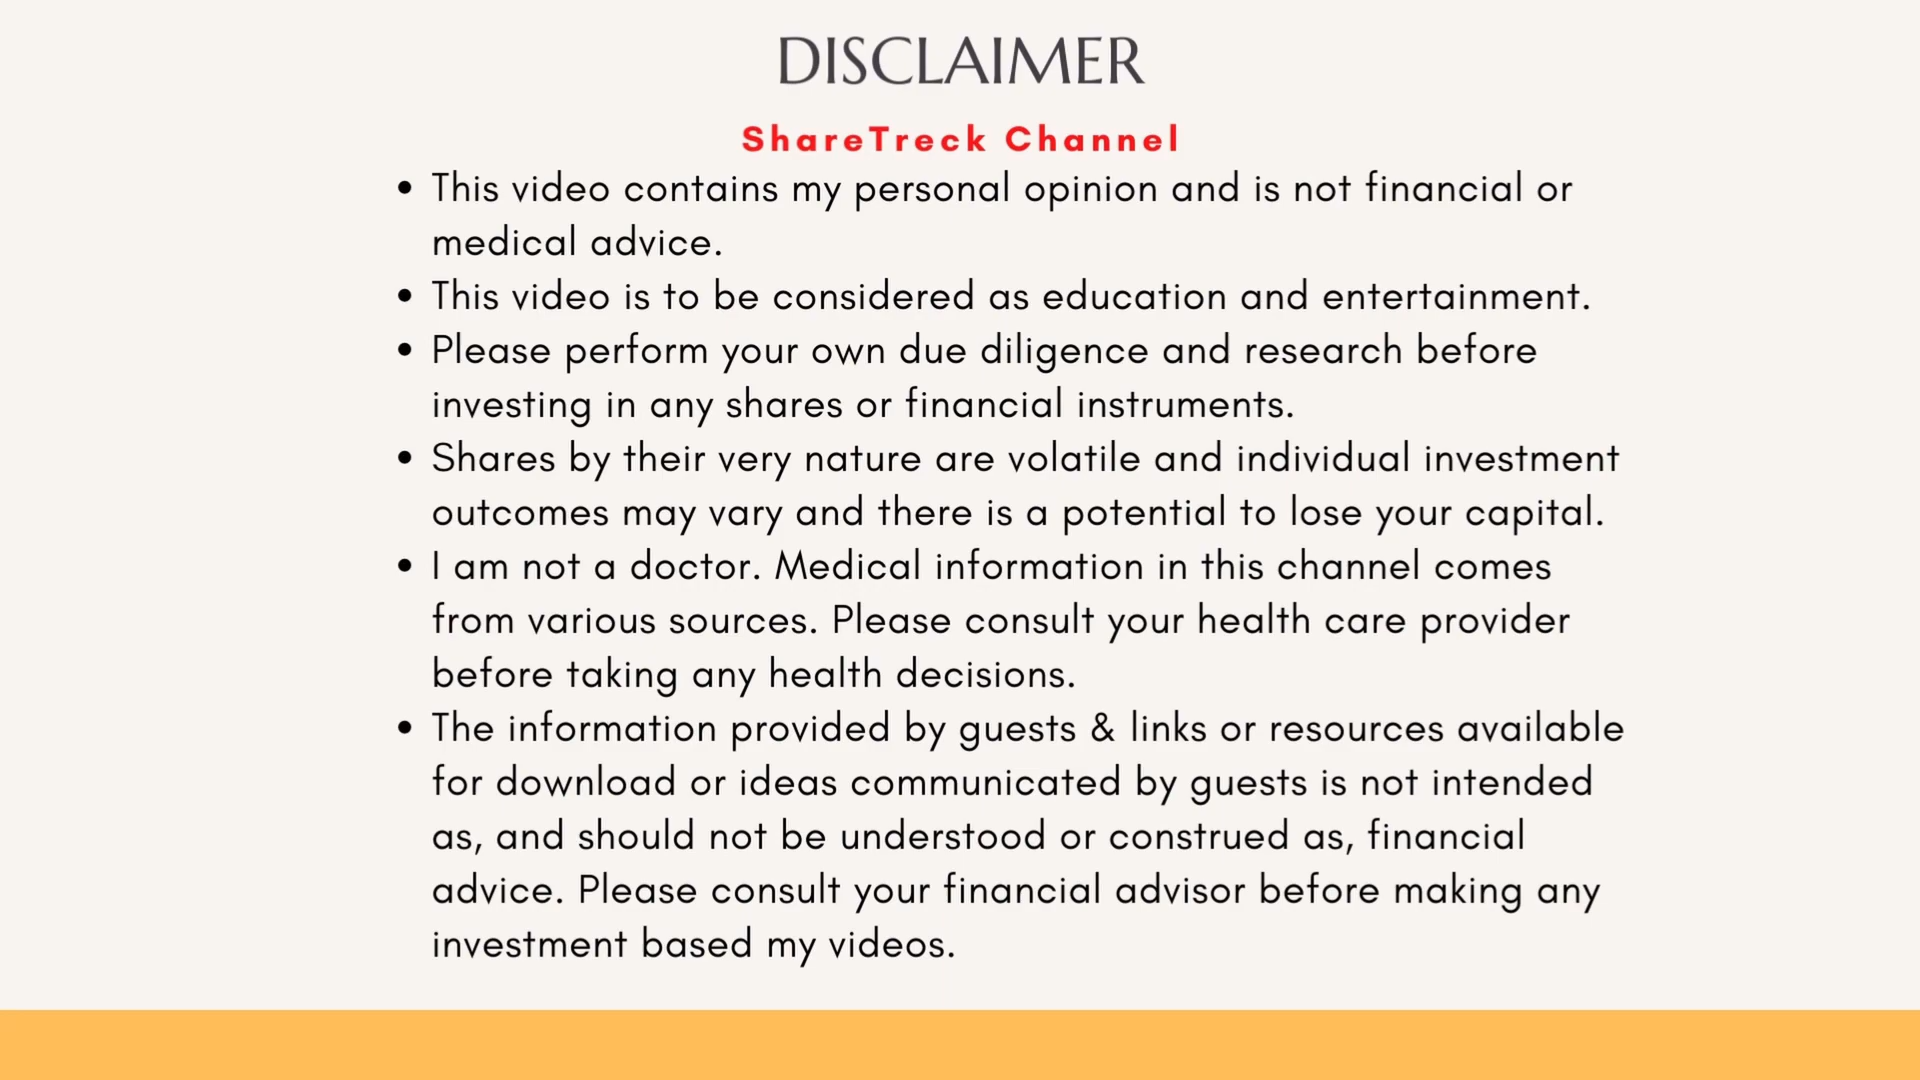 DISCLAIMER
ShareTreck Channel
• This video contains my personal opinion and is not financial or
medical advice.
• This video is to be considered as education and entertainment.
• Please perform your own due diligence and research before
investing in any shares or financial instruments.
• Shares by their very nature are volatile and individual investment
outcomes may vary and there is a potential to lose your capital.
• I am not a doctor. Medical information in this channel comes
from various sources. Please consult your health care provider
before taking any health decisions.
• The information provided by guests & links or resources available
for download or ideas communicated by guests is not intended
as, and should not be understood or construed as, financial
advice. Please consult your financial advisor before making any
investment based my videos.